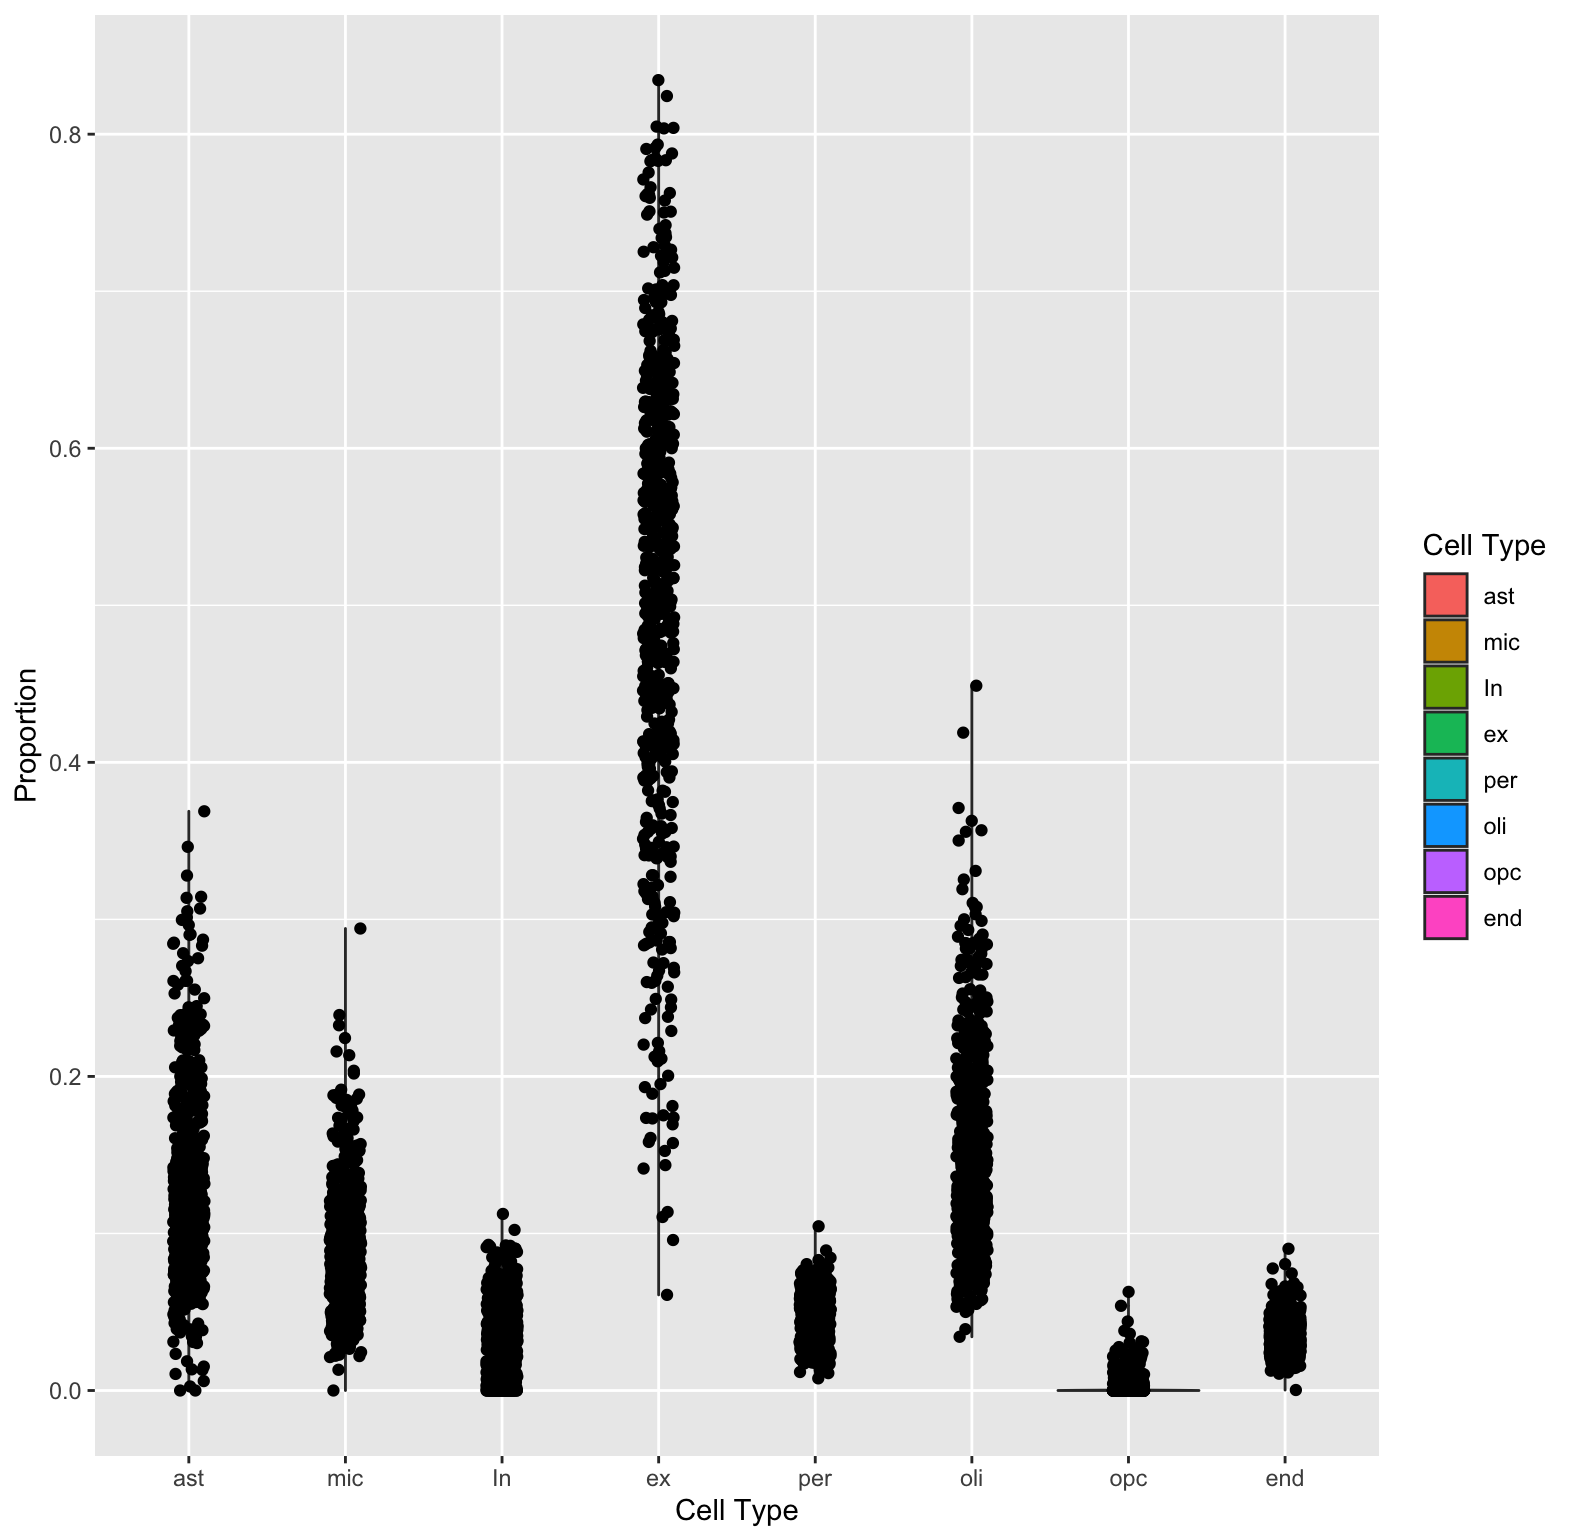 0.8
0.6
0.4
0.2
0.0
Proportion
ast mic In ex per oli opc end
Cell Type
Cell Type
ast
mic
In
ex
per
oli
opc
end